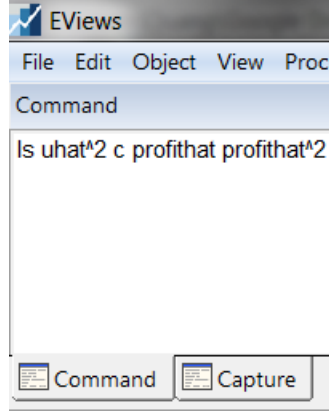 EViews
File Edit Object View Proc
Command
ls uhat^2 c profithat profithat^2
Command Capture